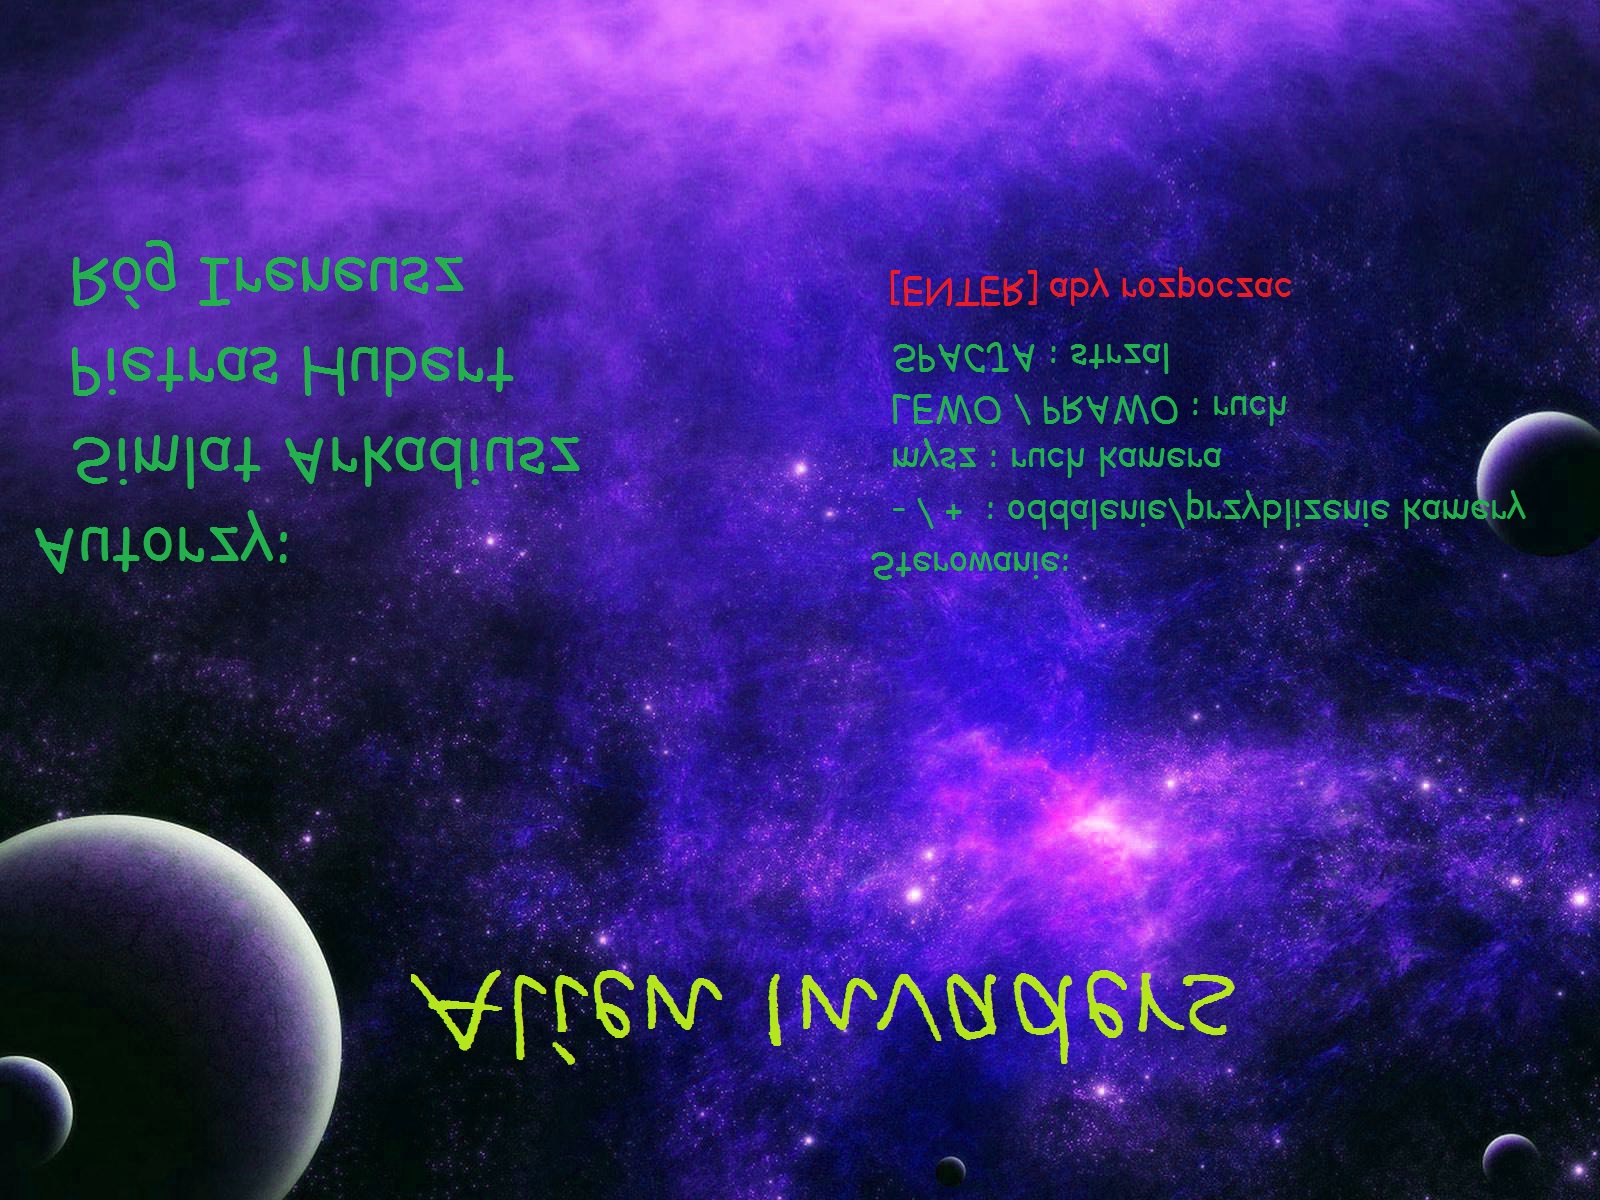 Alien Invaders
Autorzy:
Simlat Arkadiusz
Pietras Hubert
Róg Ireneusz
Sterowanie:
- / + : oddalenie/przyblizenie kamery
mysz : ruch kamera
LEWO / PRAWO : ruch
SPACJA : strzal
[ENTER] aby rozpoczac